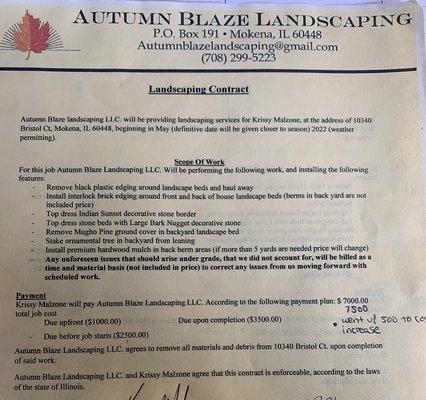 AUTUMN BLAZE LANDSCAPING
P.O. BOX 191 • MOKENA, IL 60448
Autumnblazelandscaping@gmail.com
(708) 299-5223
Landscaping Contract
Autumn Blaze landscaping LLC. will be providing landscaping services for Krissy Malzone, at the address of 10340
Bristol Ct, Mokena, IL 60448, beginning in May (definitive date will be given closer to season) 2022 (weather
permitting).
Scope Of Work
For this job Autumn Blaze Landscaping LLC. Will be performing the following work, and installing the following
features:
- Remove black plastic edging around landscape beds and haul away
- Install interlock brick edging around front and back of house landscape beds (berms in back yard are not
included price)
- Top dress Indian Sunset decorative stone border
- Top dress stone beds with Large Bark Nugget decorative stone
- Remove Mugho Pine ground cover in backyard landscape bed
- Stake ornamental tree in backyard from leaning
- Install premium hardwood mulch in back berm areas (if more than 5 yards are needed price will change)
- Any unforeseen issues that should arise under grade, that we did not account for, will be billed as a
time and material basis (not included in price) to correct any issues from us moving forward with
scheduled work.
Payment
Krissy Malzone will pay Autumn Blaze Landscaping LLC. According to the following payment plan: $ 7000.00
total job cost 7500
Due upfront ($1000.00) Due upon completion ($3500.00) • went up 500 to
increase
- Due before job starts ($2500.00)
Autumn Blaze Landscaping LLC. agrees to remove all materials and debris from 10340 Bristol Ct. upon completion
of said work.
Autumn Blaze Landscaping LLC. and Krissy Malzone agree that this contract is enforceable, according to the laws
of the state of Illinois.